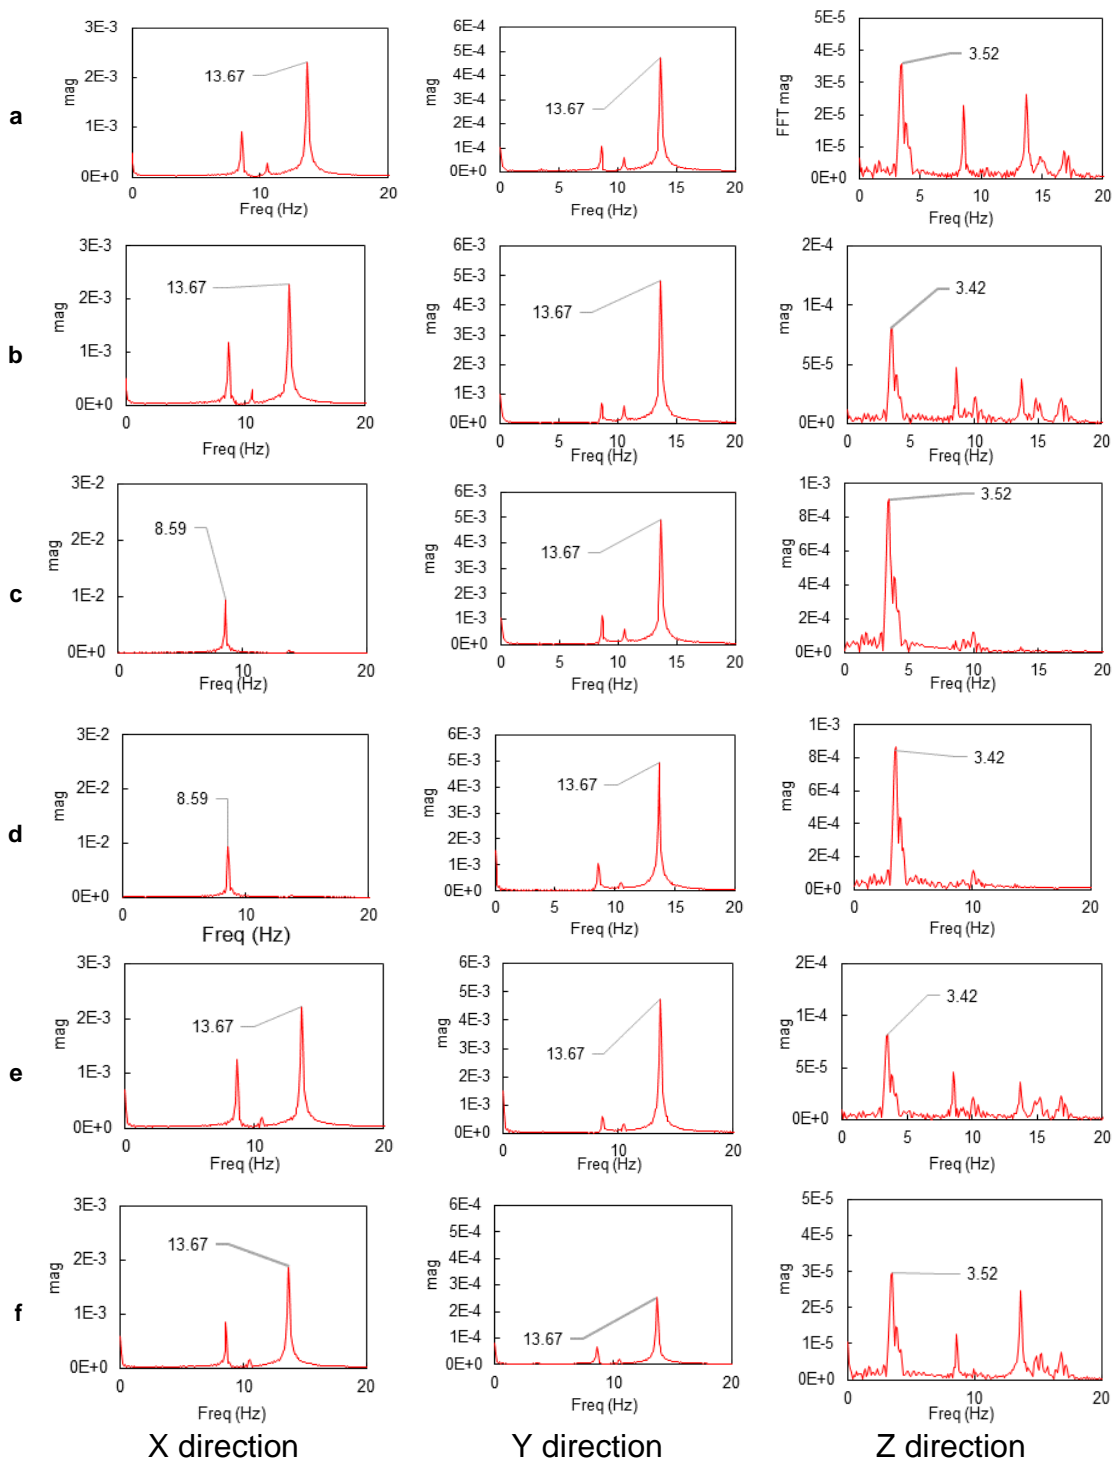 a
3E-3
2E-3
1E-3
0E+0
mag
13.67
0
10
20
Freq (Hz)
6E-4
5E-4
4E-4
3E-4
2E-4
1E-4
0E+0
mag
13.67
0
5
10
15
20
Freq (Hz)
5E-5
4E-5
3E-5
2E-5
1E-5
0E+0
FFT mag
3.52
0
5
10
15
20
Freq (Hz)
b
3E-3
2E-3
1E-3
0E+0
mag
13.67
0
10
20
Freq (Hz)
6E-3
5E-3
4E-3
3E-3
2E-3
1E-3
0E+0
mag
13.67
0
5
10
15
20
Freq (Hz)
2E-4
1E-4
5E-5
0E+0
mag
3.42
0
5
10
15
20
Freq (Hz)
c
3E-2
2E-2
1E-2
0E+0
mag
8.59
0
10
20
Freq (Hz)
6E-3
5E-3
4E-3
3E-3
2E-3
1E-3
0E+0
mag
13.67
0
5
10
15
20
Freq (Hz)
1E-3
8E-4
6E-4
4E-4
2E-4
0E+0
mag
3.52
0
5
10
15
20
Freq (Hz)
d
3E-2
2E-2
1E-2
0E+0
mag
8.59
0
10
20
Freq (Hz)
6E-3
5E-3
4E-3
3E-3
2E-3
1E-3
0E+0
mag
13.67
0
5
10
15
20
Freq (Hz)
1E-3
8E-4
6E-4
4E-4
2E-4
0E+0
mag
3.42
0
10
20
Freq (Hz)
e
3E-3
2E-3
1E-3
0E+0
mag
13.67
0
10
20
Freq (Hz)
6E-3
5E-3
4E-3
3E-3
2E-3
1E-3
0E+0
mag
13.67
0
10
20
Freq (Hz)
2E-4
1E-4
5E-5
0E+0
mag
3.42
0
5
10
15
20
Freq (Hz)
f
3E-3
2E-3
1E-3
0E+0
mag
13.67
0
10
20
Freq (Hz)
6E-4
5E-4
4E-4
3E-4
2E-4
1E-4
0E+0
mag
13.67
0
10
20
Freq (Hz)
5E-5
4E-5
3E-5
2E-5
1E-5
0E+0
mag
3.52
0
5
10
15
20
Freq (Hz)
X direction
Y direction
Z direction